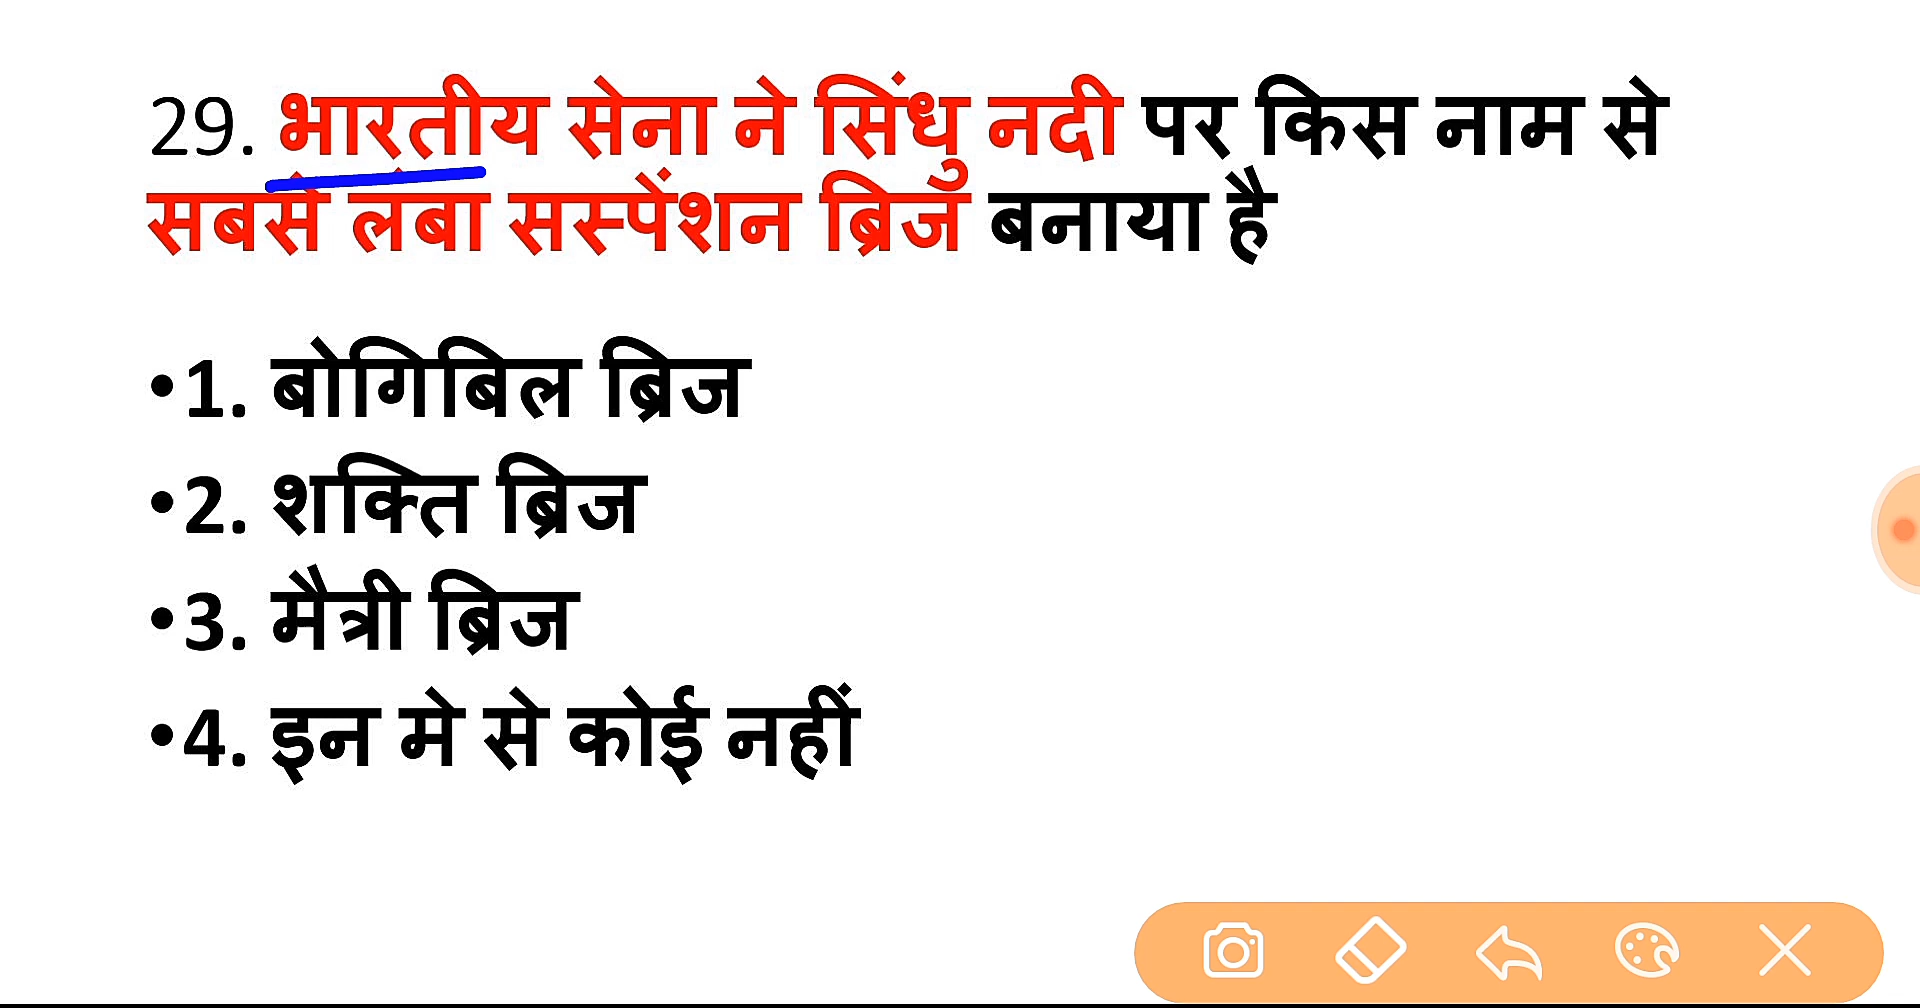 29. भारतीय सेना ने सिंधु नदी पर किस नाम से
सबसे लंबा सस्पेंशन ब्रिज बनाया है
•1. बोगिबिल ब्रिज
•2. शक्ति ब्रिज
•3. मैत्री ब्रिज
•4. इन मे से कोई नहीं